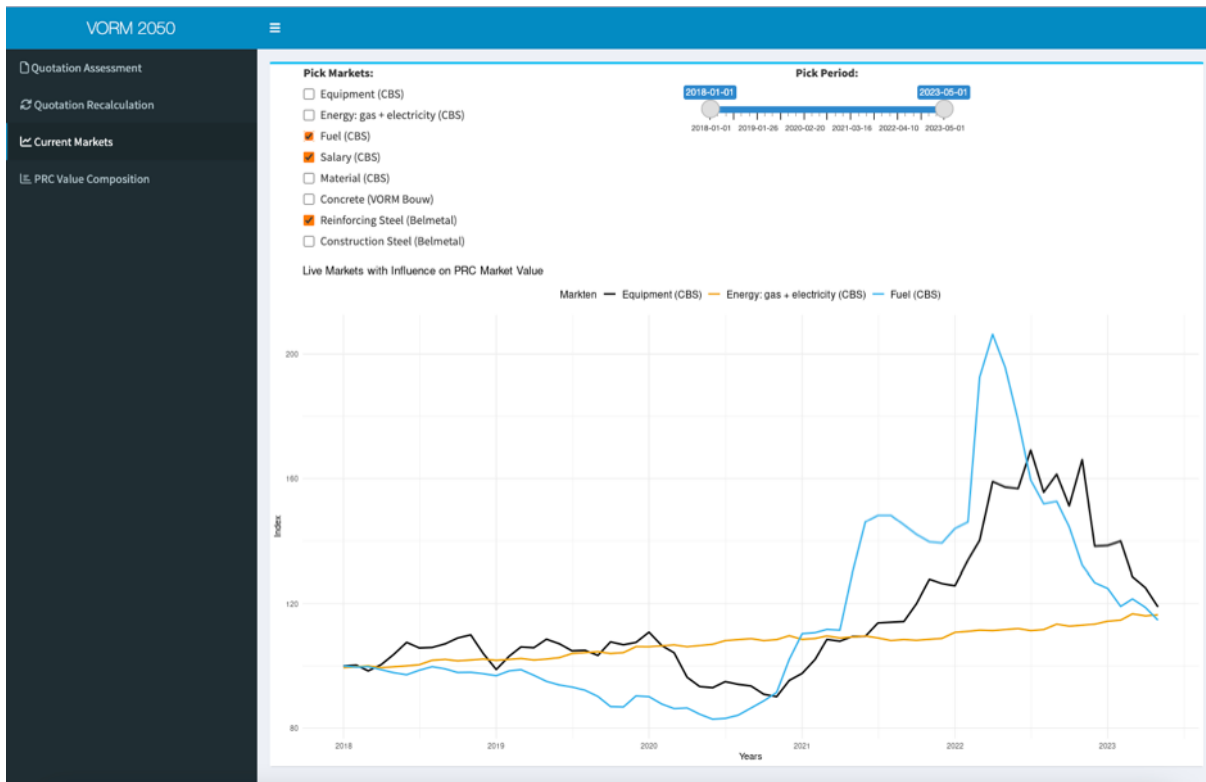 VORM 2050
Quotation Assessment
Quotation Recalculation
Current Markets
PRC Value Composition
Pick Markets:
Equipment (CBS)
Energy: gas + electricity (CBS)
Fuel (CBS)
Salary (CBS)
Material (CBS)
Concrete (VORM Bouw)
Reinforcing Steel (Belmetal)
Construction Steel (Belmetal)
Pick Period:
2018-01-01 2023-05-01
2018-01-01 2019-01-26 2020-02-20 2021-03-16 2022-04-10 2023-05-01
Live Markets with Influence on PRC Market Value
Markten Equipment (CBS) Energy: gas + electricity (CBS) Fuel (CBS)
200
160
120
80
Index
2018 2019 2020 2021 2022 2023
Years